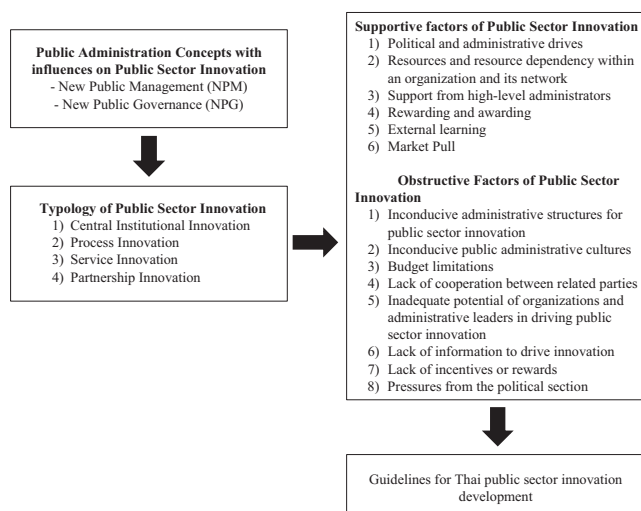 Public Administration Concepts with
influences on Public Sector Innovation
- New Public Management (NPM)
- New Public Governance (NPG)
Typology of Public Sector Innovation
1) Central Institutional Innovation
2) Process Innovation
3) Service Innovation
4) Partnership Innovation
Supportive factors of Public Sector Innovation
1) Political and administrative drives
2) Resources and resource dependency within
an organization and its network
3) Support from high-level administrators
4) Rewarding and awarding
5) External learning
6) Market Pull
Obstructive Factors of Public Sector
Innovation
1) Inconducive administrative structures for
public sector innovation
2) Inconducive public administrative cultures
3) Budget limitations
4) Lack of cooperation between related parties
5) Inadequate potential of organizations and
administrative leaders in driving public
sector innovation
6) Lack of information to drive innovation
7) Lack of incentives or rewards
8) Pressures from the political section
Guidelines for Thai public sector innovation
development